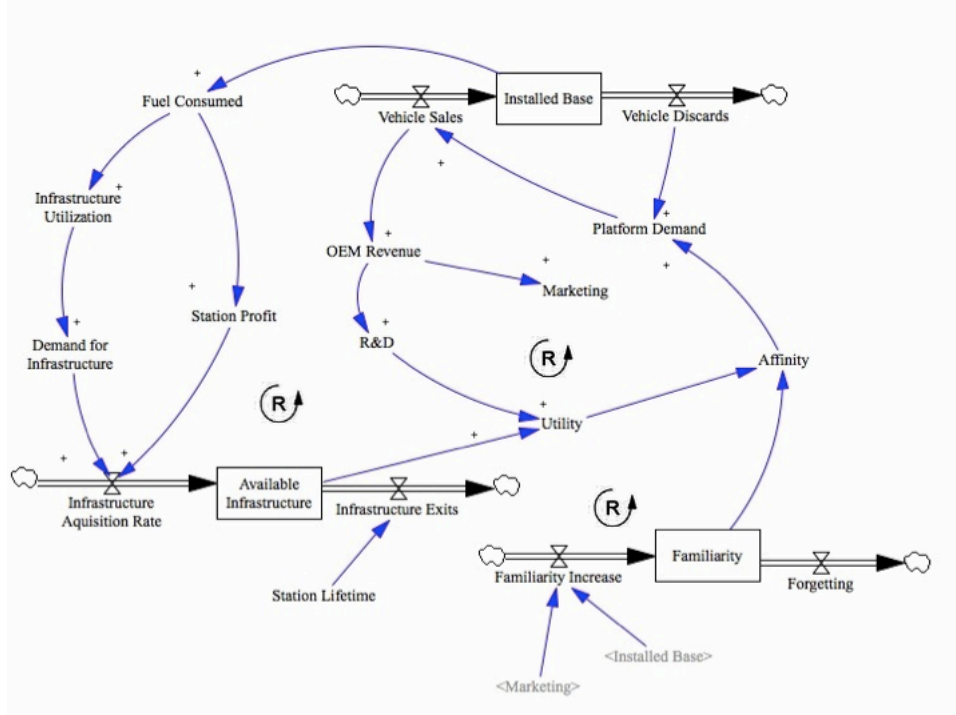 +
Fuel Consumed
Installed Base
Vehicle Sales
Vehicle Discards
+
+
Infrastructure
Utilization
+
Platform Demand
+
OEM Revenue
+
+
Marketing
+
Station Profit
+
Demand for
Infrastructure
+
R&D
R
Affinity
R
+
Utility
+
+
+
Available
Infrastructure
Infrastructure
Aquisition Rate
Infrastructure Exits
R
Station Lifetime
Familiarity
Familiarity Increase
Forgetting
<Installed Base>
<Marketing>